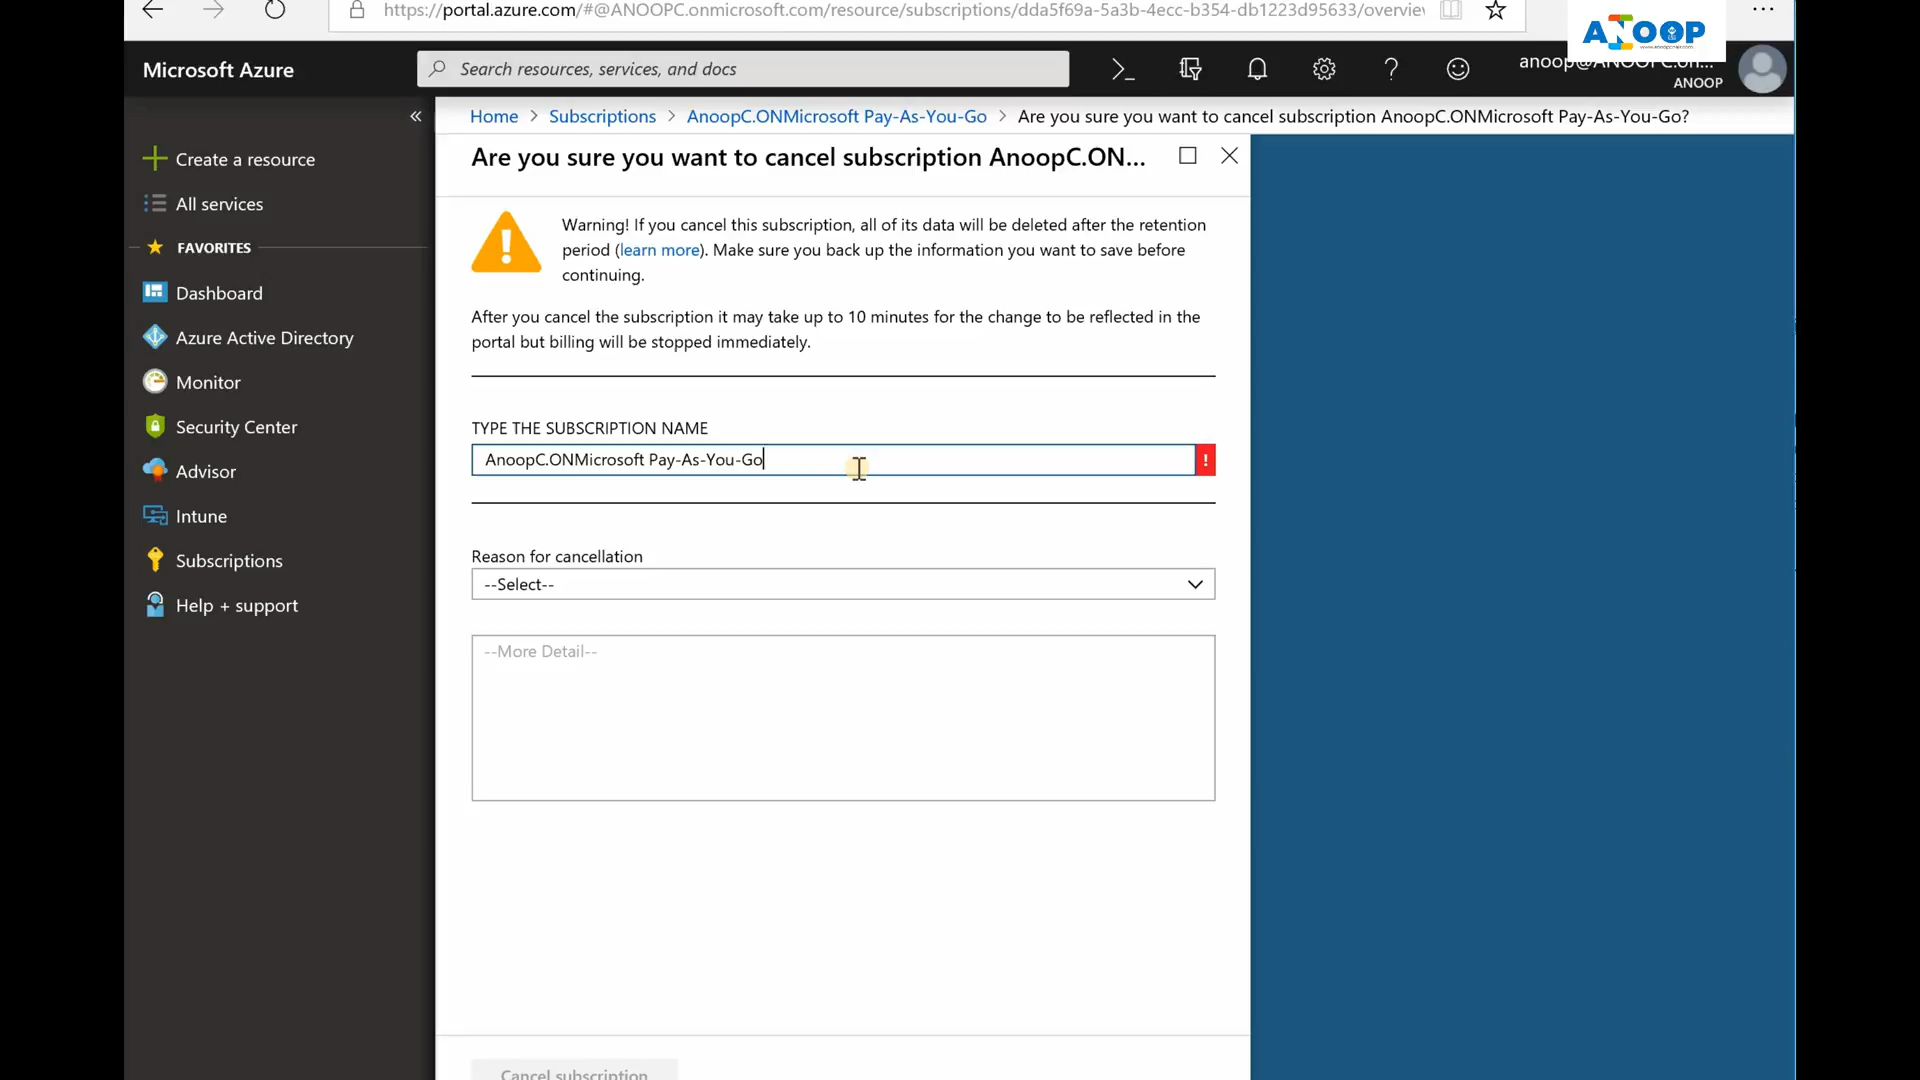 https://portal.azure.com/#@ANOOPC.onmicrosoft.com/resource/subscriptions/dda5f69a-5a3b-4ecc-b354-db1223d95633/overview
ANOOP
Microsoft Azure
Search resources, services, and docs
anoop@ANOOPC.on...
ANOOP
Home > Subscriptions > AnoopC.ONMicrosoft Pay-As-You-Go > Are you sure you want to cancel subscription AnoopC.ONMicrosoft Pay-As-You-Go?
Create a resource
All services
FAVORITES
Dashboard
Azure Active Directory
Monitor
Security Center
Advisor
Intune
Subscriptions
Help + support
Are you sure you want to cancel subscription AnoopC.ON...
Warning! If you cancel this subscription, all of its data will be deleted after the retention
period (learn more). Make sure you back up the information you want to save before
continuing.
After you cancel the subscription it may take up to 10 minutes for the change to be reflected in the
portal but billing will be stopped immediately.
TYPE THE SUBSCRIPTION NAME
AnoopC.ONMicrosoft Pay-As-You-Go
Reason for cancellation
--Select--
--More Detail--
Cancel subscription